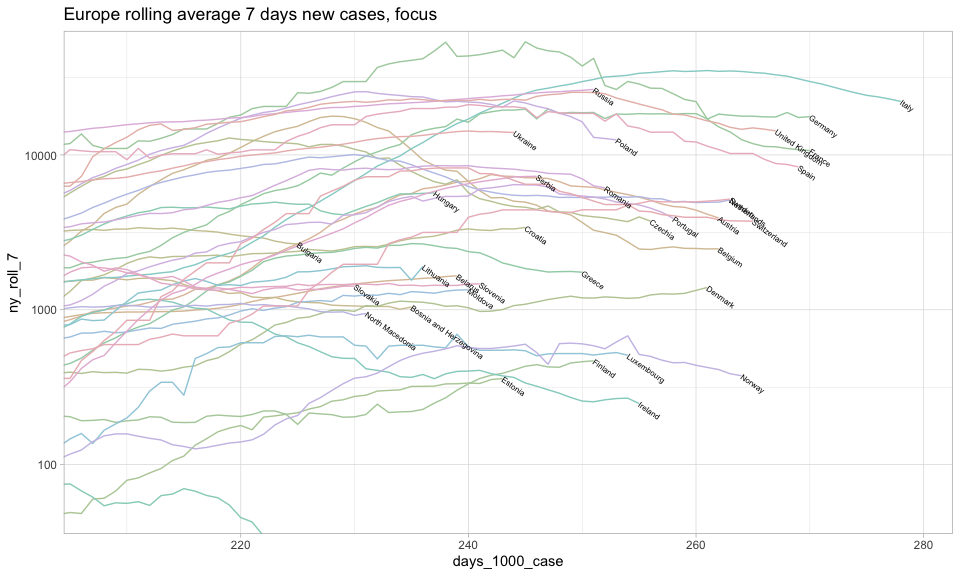 Europe rolling average 7 days new cases, focus
ny_roll_7
10000
1000
100
Italy
Russia
Germany
Ukraine
Poland
United Kingdom
France
Spain
Serbia
Romania
Hungary
Switzerland
Austria
Portugal
Czechia
Croatia
Belgium
Bulgaria
Lithuania
Belarus
Slovenia
Moldova
Greece
Slovakia
Denmark
North Macedonia
Bosnia and Herzegovina
Finland
Luxembourg
Norway
Estonia
Ireland
220
240
260
280
days_1000_case